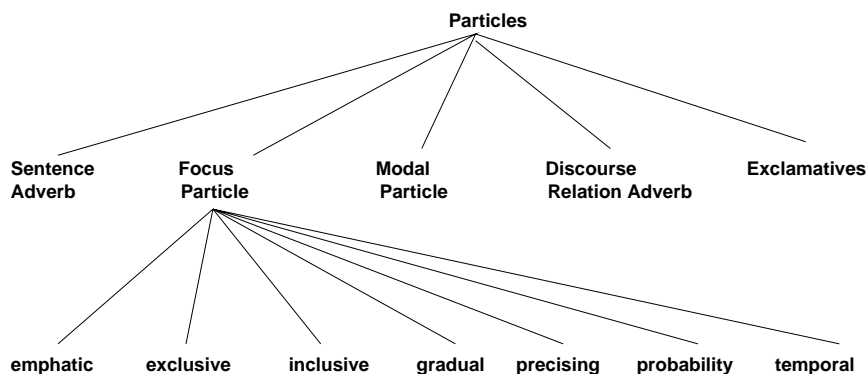 Particles
Sentence Focus Modal Discourse Exclamatives
Adverb Particle Particle Relation Adverb
emphatic exclusive inclusive gradual precising probability temporal